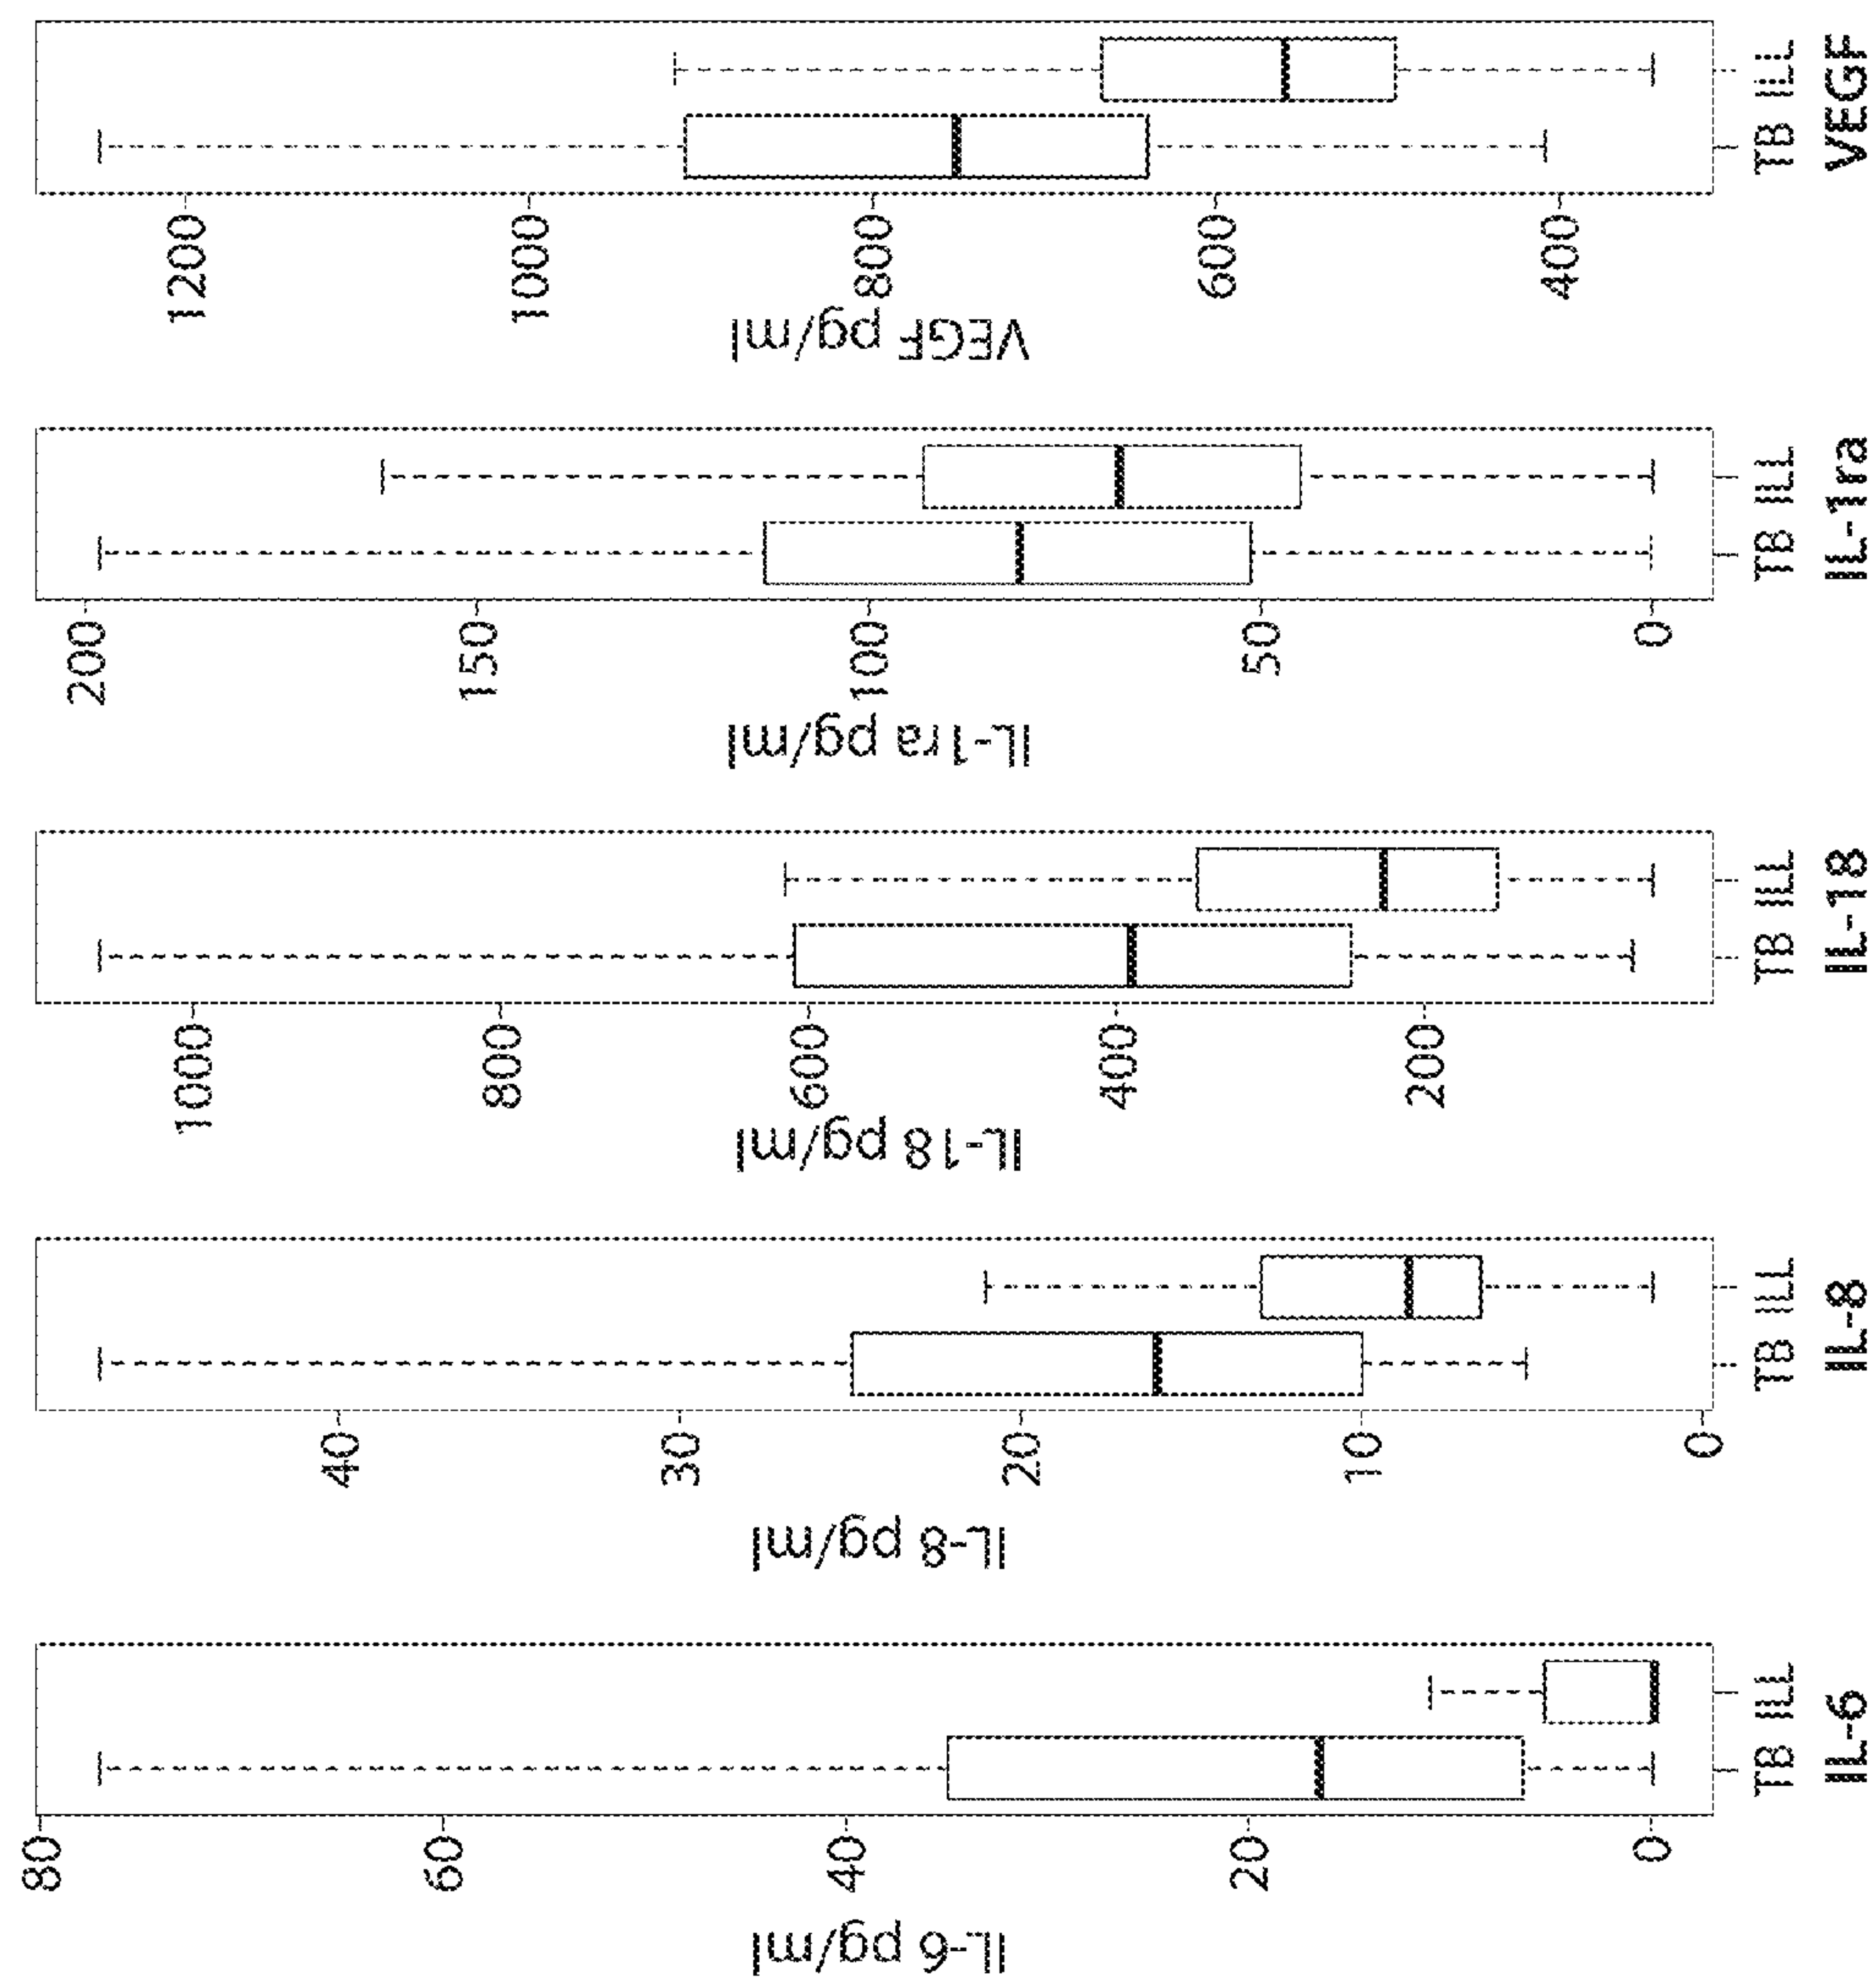 IL-6 pg/ml
80
60
40
20
0
TB ILL
IL-6
IL-8 pg/ml
40
30
20
10
0
TB ILL
IL-8
IL-18 pg/ml
1000
800
600
400
200
TB ILL
IL-18
IL-1ra pg/ml
200
150
100
50
0
TB ILL
IL-1ra
VEGF pg/ml
1200
1000
800
600
400
TB ILL
VEGF